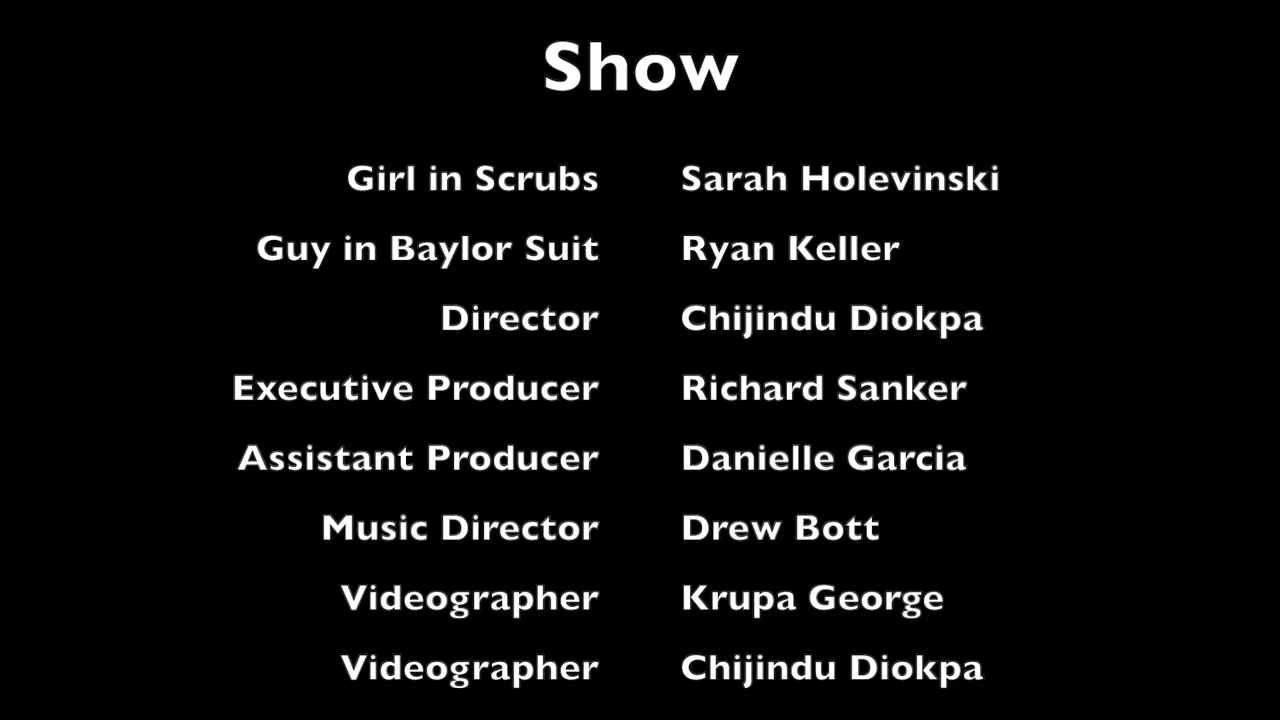 Show
Girl in Scrubs Sarah Holevinski
Guy in Baylor Suit Ryan Keller
Director Chijindu Diokpa
Executive Producer Richard Sanker
Assistant Producer Danielle Garcia
Music Director Drew Bott
Videographer Krupa George
Videographer Chijindu Diokpa